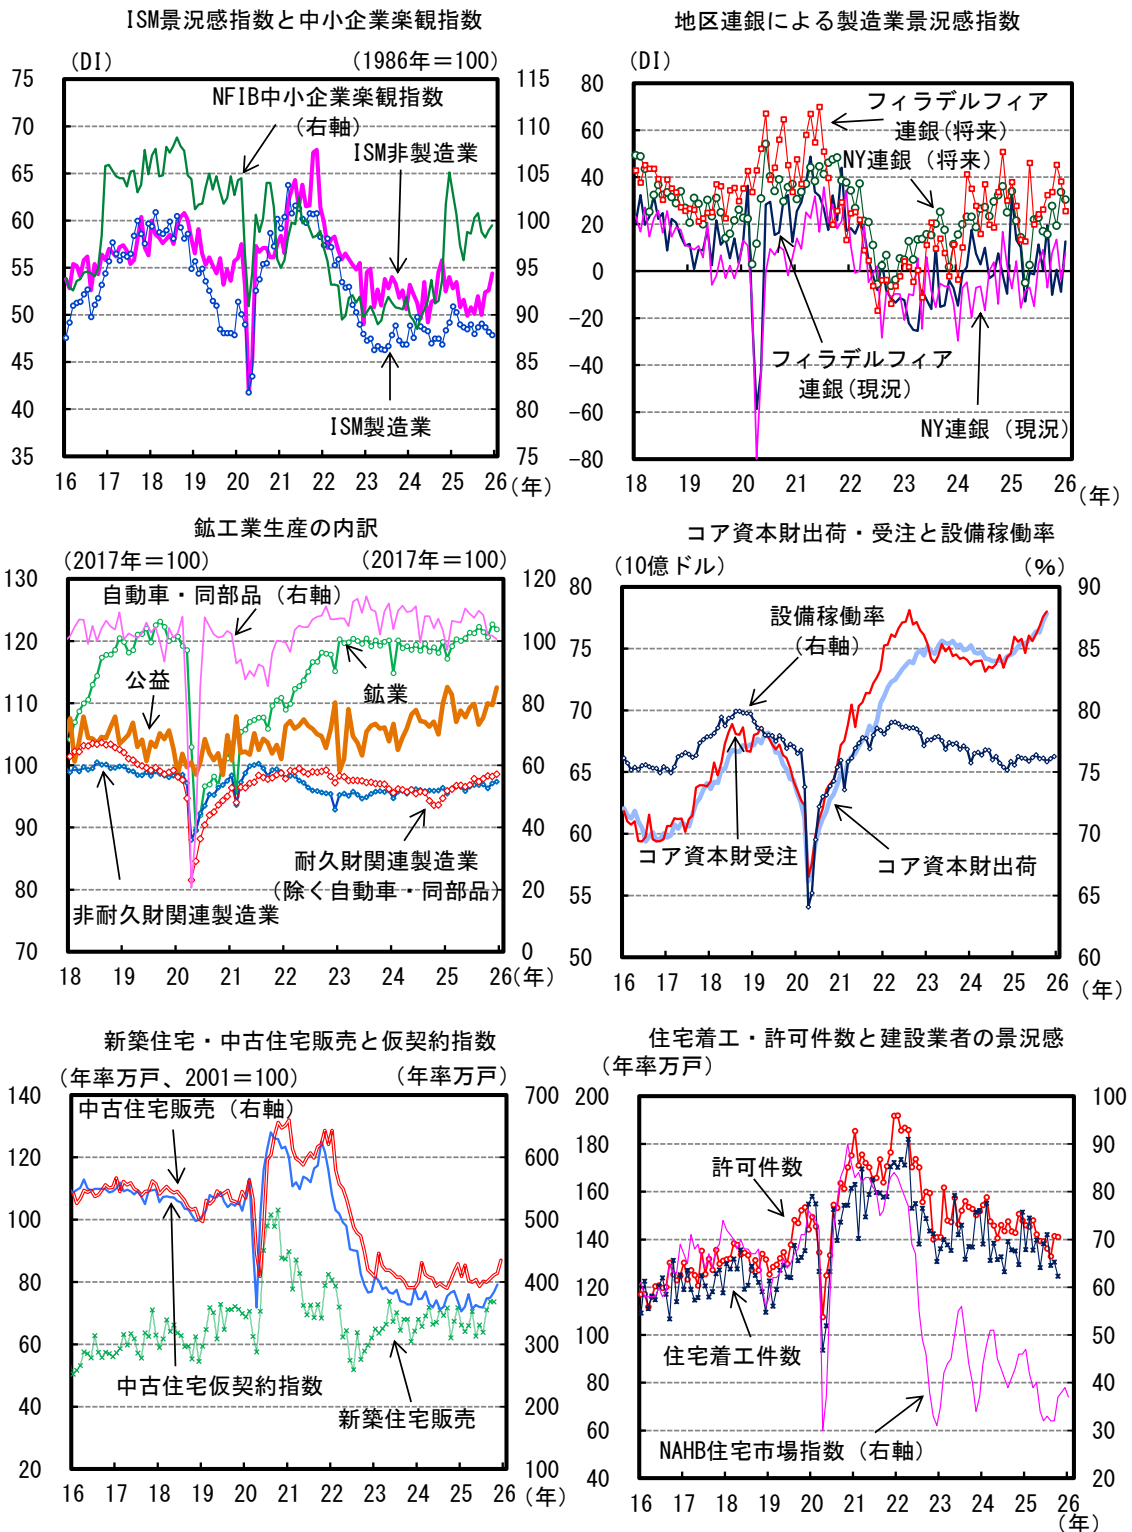 ISM景況感指数と中小企業楽観指数
(DI)
(1986年＝100)
75
70
65
60
55
50
45
40
35
115
110
105
100
95
90
85
80
75
NFIB中小企業楽観指数
(右軸)
ISM非製造業
ISM製造業
16 17 18 19 20 21 22 23 24 25 26
(年)
地区連銀による製造業景況感指数
(DI)
80
60
40
20
0
−20
−40
−60
−80
フィラデルフィア
連銀(将来)
NY連銀（将来）
フィラデルフィア
連銀(現況)
NY連銀（現況）
18 19 20 21 22 23 24 25 26
(年)
鉱工業生産の内訳
(2017年＝100)
(2017年＝100)
130
120
110
100
90
80
70
120
100
80
60
40
20
0
自動車・同部品（右軸）
公益
鉱業
耐久財関連製造業
(除く自動車・同部品)
非耐久財関連製造業
18 19 20 21 22 23 24 25 26
(年)
コア資本財出荷・受注と設備稼働率
(10億ドル)
(％)
80
70
60
50
90
85
80
75
70
65
60
設備稼働率
(右軸)
コア資本財受注
コア資本財出荷
16 17 18 19 20 21 22 23 24 25 26
(年)
新築住宅・中古住宅販売と仮契約指数
(年率万戸、2001＝100)
(年率万戸)
140
120
100
80
60
40
20
700
600
500
400
300
200
100
中古住宅販売（右軸）
中古住宅仮契約指数
新築住宅販売
16 17 18 19 20 21 22 23 24 25 26
(年)
住宅着工・許可件数と建設業者の景況感
(年率万戸)
200
180
160
140
120
100
80
60
40
100
90
80
70
60
50
40
30
20
許可件数
住宅着工件数
NAHB住宅市場指数（右軸）
16 17 18 19 20 21 22 23 24 25 26
(年)